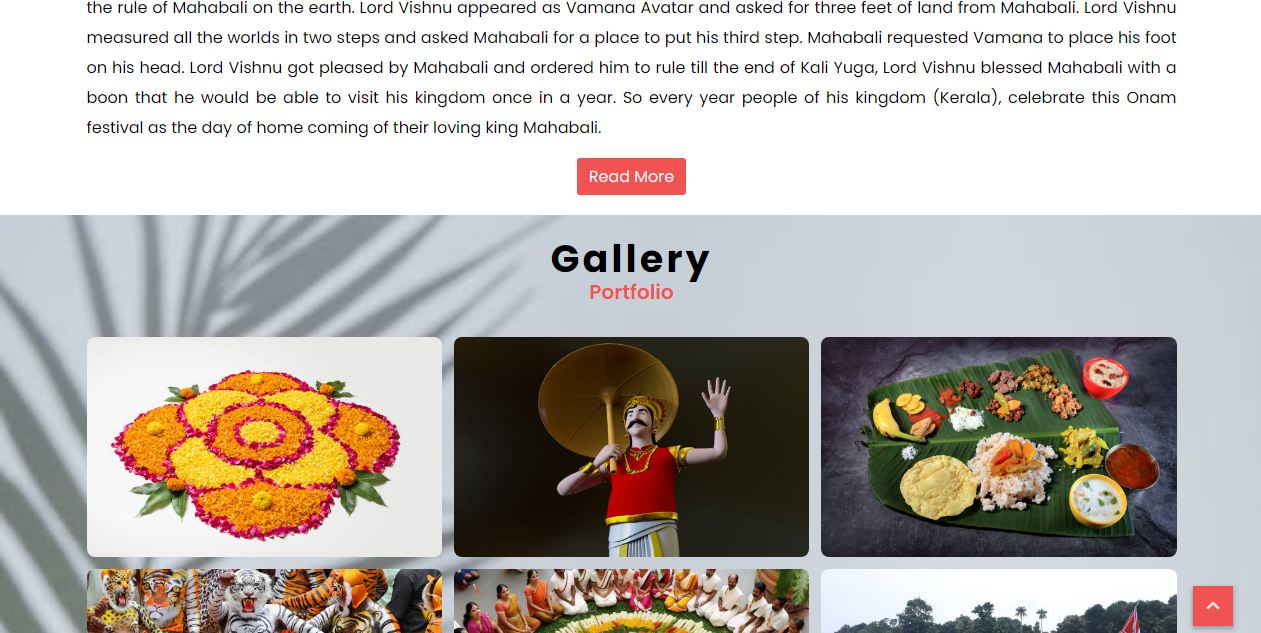 the rule of Mahabali on the earth. Lord Vishnu appeared as Vamana Avatar and asked for three feet of land from Mahabali. Lord Vishnu
measured all the worlds in two steps and asked Mahabali for a place to put his third step. Mahabali requested Vamana to place his foot
on his head. Lord Vishnu got pleased by Mahabali and ordered him to rule till the end of Kali Yuga, Lord Vishnu blessed Mahabali with a
boon that he would be able to visit his kingdom once in a year. So every year people of his kingdom (Kerala), celebrate this Onam
festival as the day of home coming of their loving king Mahabali.
Read More
Gallery
Portfolio